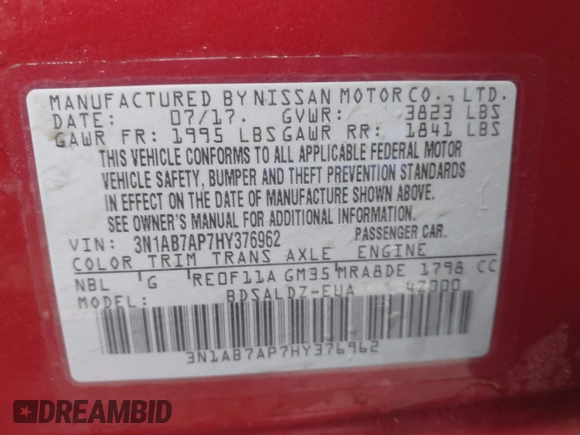 MANUFACTURED BY NISSAN MOTOR CO., LTD.
DATE: 07/17. GVWR: 3823 LBS
GAWR FR: 1995 LBS GAWR RR: 1841 LBS
THIS VEHICLE CONFORMS TO ALL APPLICABLE FEDERAL MOTOR
VEHICLE SAFETY, BUMPER AND THEFT PREVENTION STANDARDS
IN EFFECT ON THE DATE OF MANUFACTURE SHOWN ABOVE.
SEE OWNER'S MANUAL FOR ADDITIONAL INFORMATION.
VIN: 3N1AB7AP7HY376962 PASSENGER CAR.
COLOR TRIM TRANS AXLE ENGINE
NBL G RE0F11A GM35 MRA8DE 1798 CC
MODEL: BDSALDZ-EUA 4Z000
3N1AB7AP7HY376962
DREAMBID